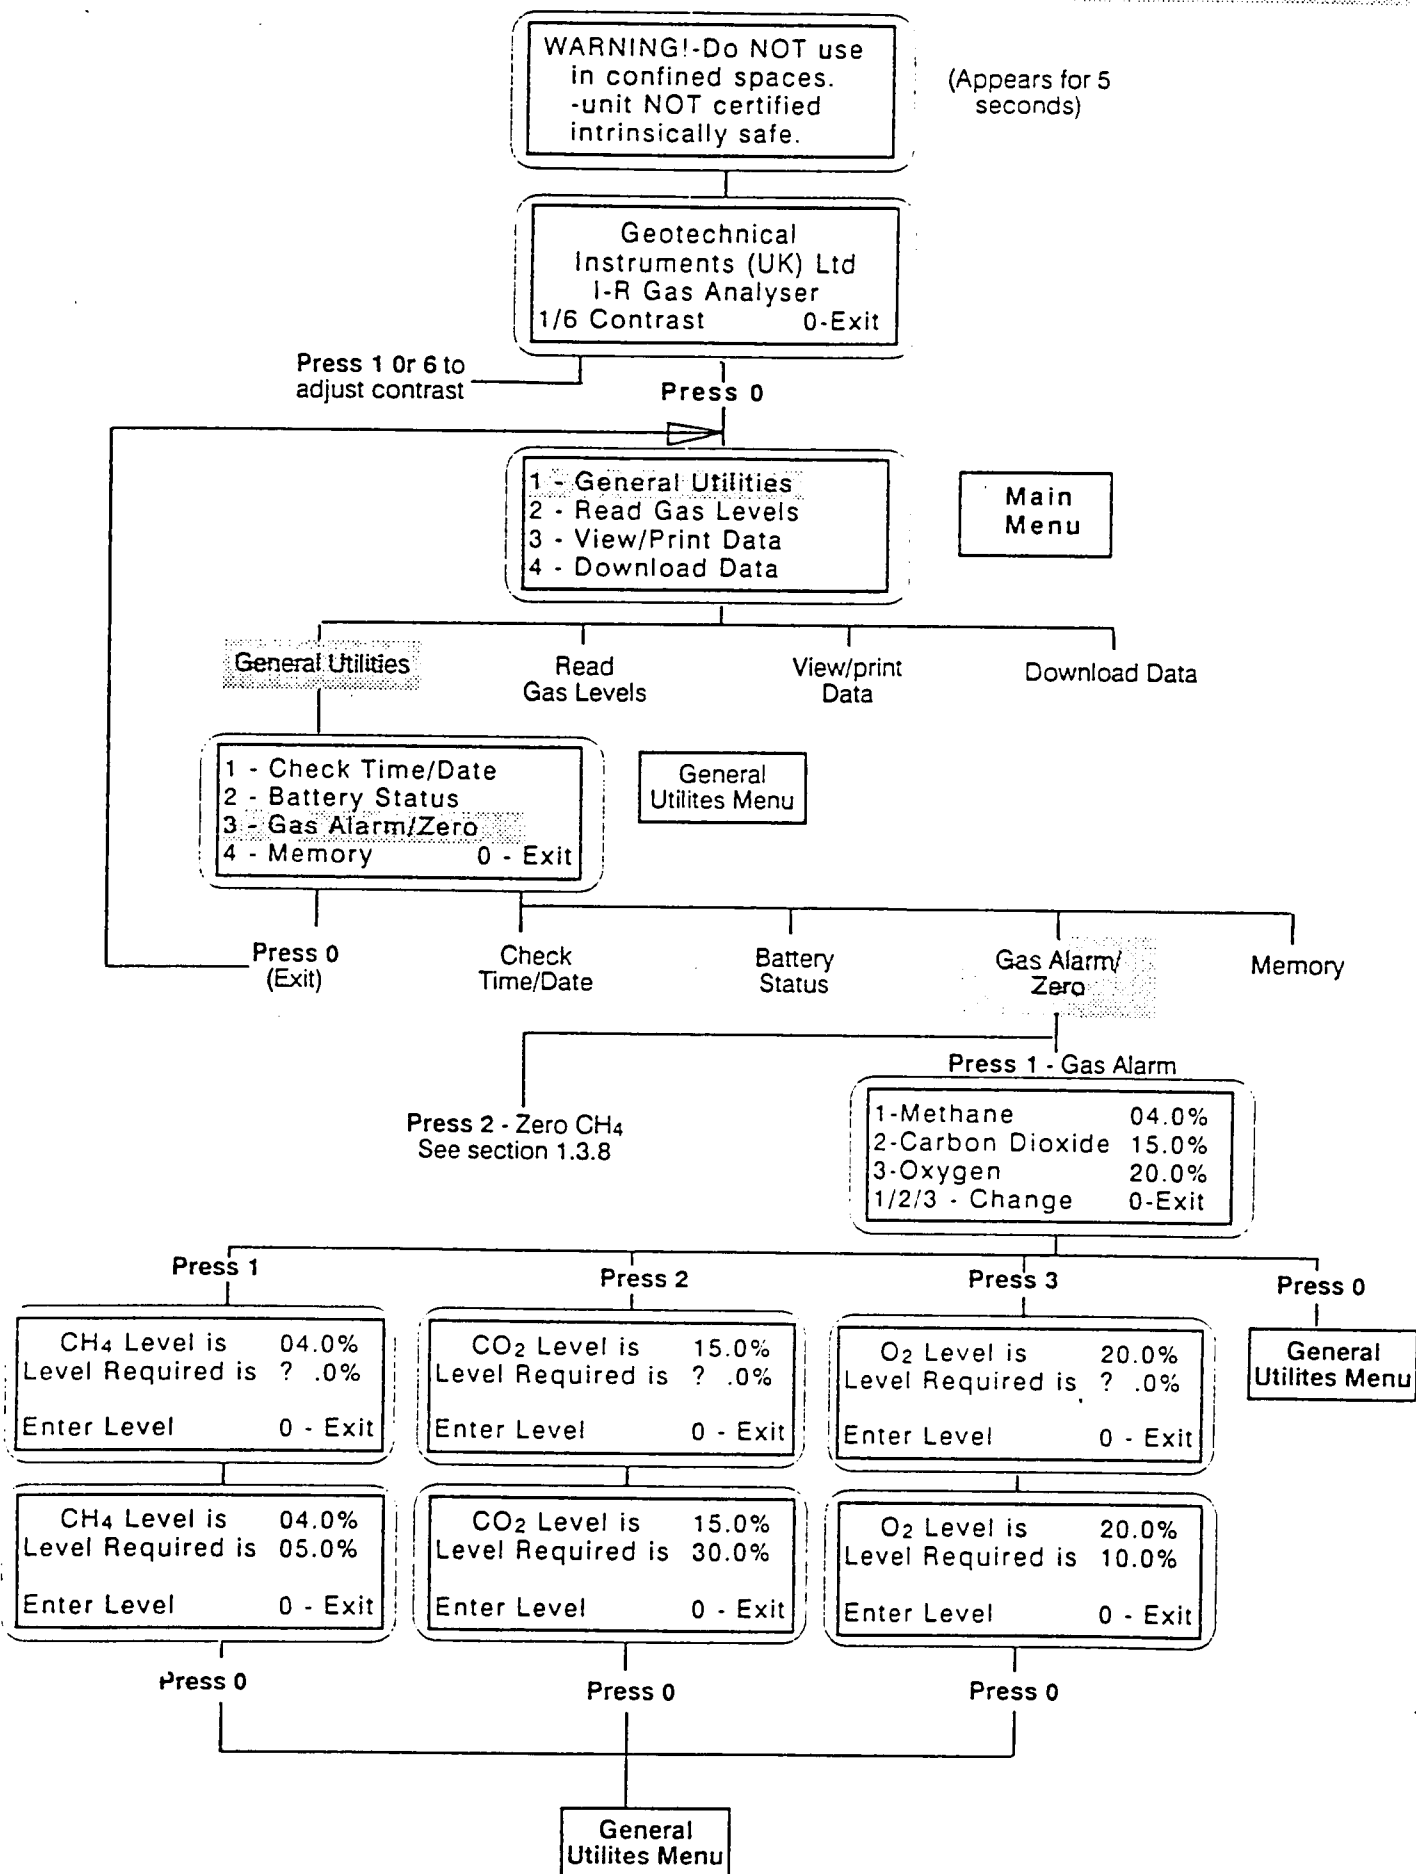 WARNING!-Do NOT use
in confined spaces.
-unit NOT certified
intrinsically safe.
(Appears for 5
seconds)
Geotechnical
Instruments (UK) Ltd
I-R Gas Analyser
1/6 Contrast 0-Exit
Press 1 Or 6 to
adjust contrast
Press 0
1 - General Utilities
2 - Read Gas Levels
3 - View/Print Data
4 - Download Data
Main
Menu
General Utilities
Read
Gas Levels
View/print
Data
Download Data
1 - Check Time/Date
2 - Battery Status
3 - Gas Alarm/Zero
4 - Memory 0 - Exit
General
Utilites Menu
Press 0
(Exit)
Check
Time/Date
Battery
Status
Gas Alarm/
Zero
Memory
Press 1 - Gas Alarm
Press 2 - Zero CH4
See section 1.3.8
1-Methane 04.0%
2-Carbon Dioxide 15.0%
3-Oxygen 20.0%
1/2/3 - Change 0-Exit
Press 1
Press 2
Press 3
Press 0
CH4 Level is 04.0%
Level Required is ? .0%
Enter Level 0 - Exit
CO2 Level is 15.0%
Level Required is ? .0%
Enter Level 0 - Exit
O2 Level is 20.0%
Level Required is ? .0%
Enter Level 0 - Exit
General
Utilites Menu
CH4 Level is 04.0%
Level Required is 05.0%
Enter Level 0 - Exit
CO2 Level is 15.0%
Level Required is 30.0%
Enter Level 0 - Exit
O2 Level is 20.0%
Level Required is 10.0%
Enter Level 0 - Exit
Press 0
Press 0
Press 0
General
Utilites Menu